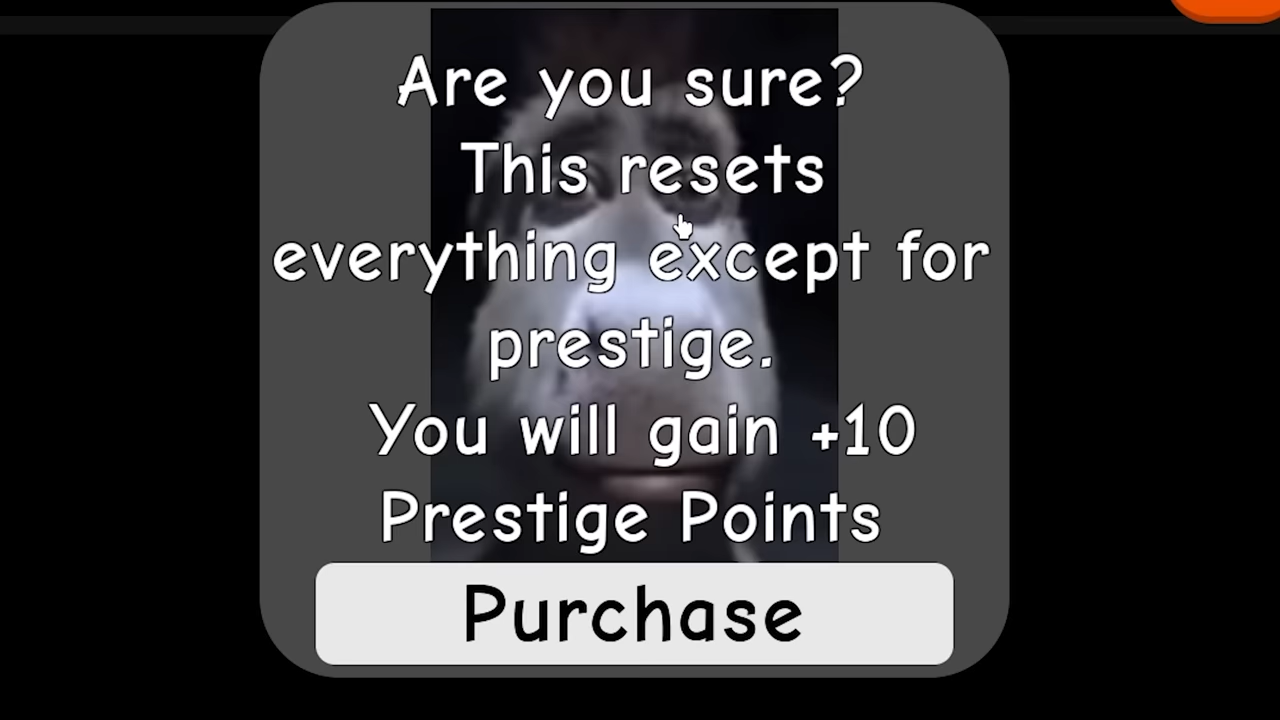 Are you sure?
This resets
everything except for
prestige.
You will gain +10
Prestige Points
Purchase